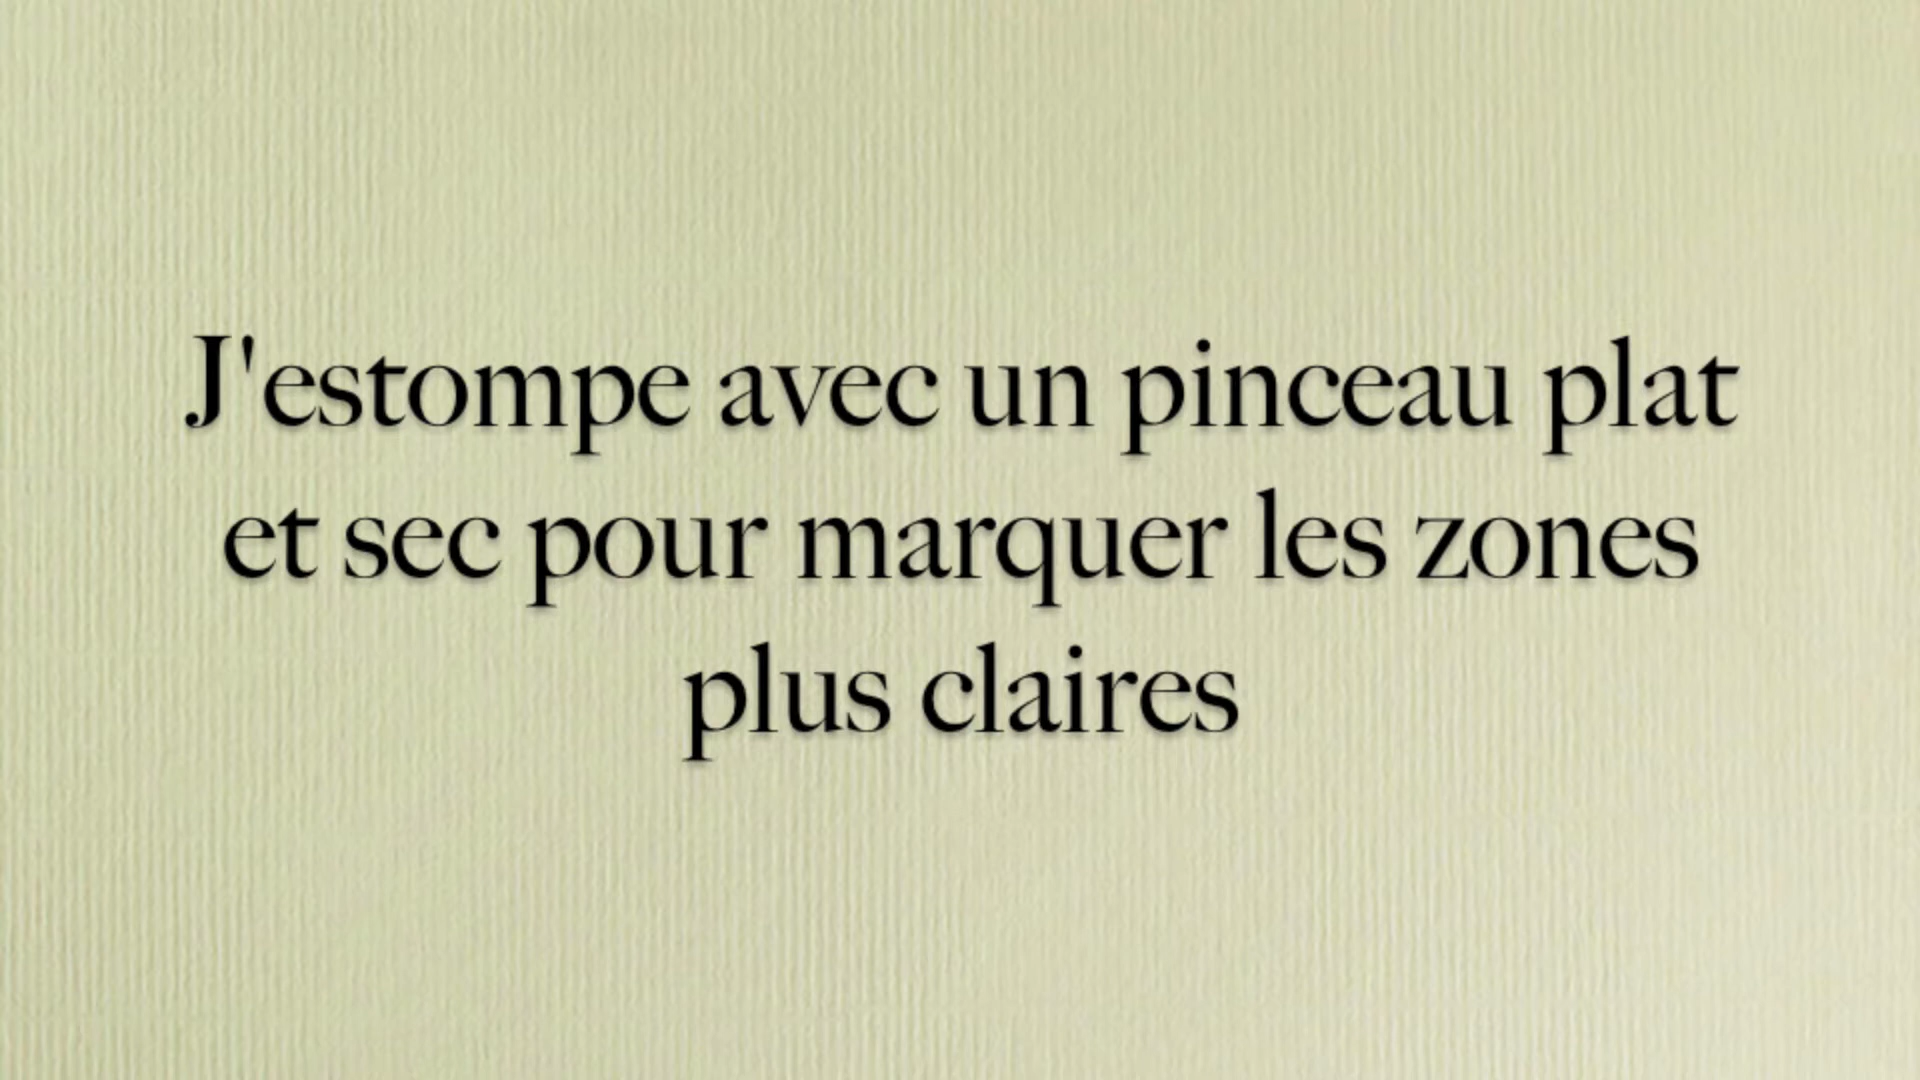 J'estompe avec un pinceau plat
et sec pour marquer les zones
plus claires